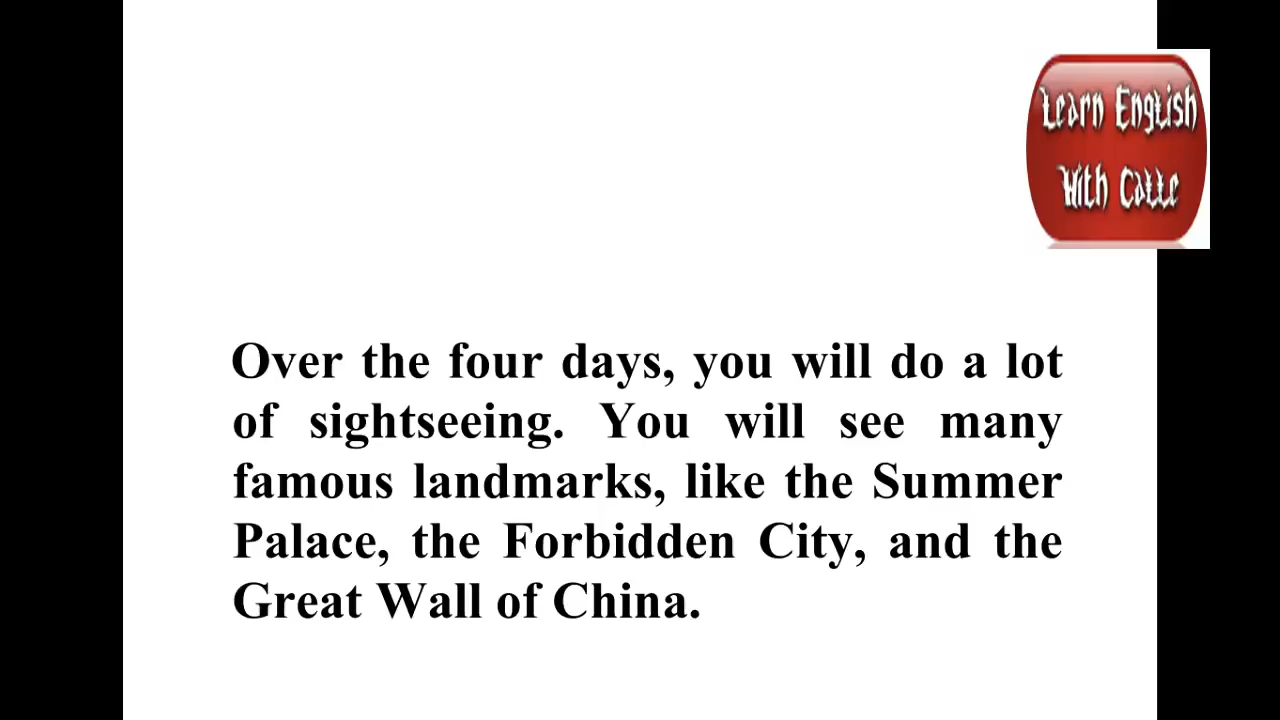 Learn English
With Catte
Over the four days, you will do a lot
of sightseeing. You will see many
famous landmarks, like the Summer
Palace, the Forbidden City, and the
Great Wall of China.